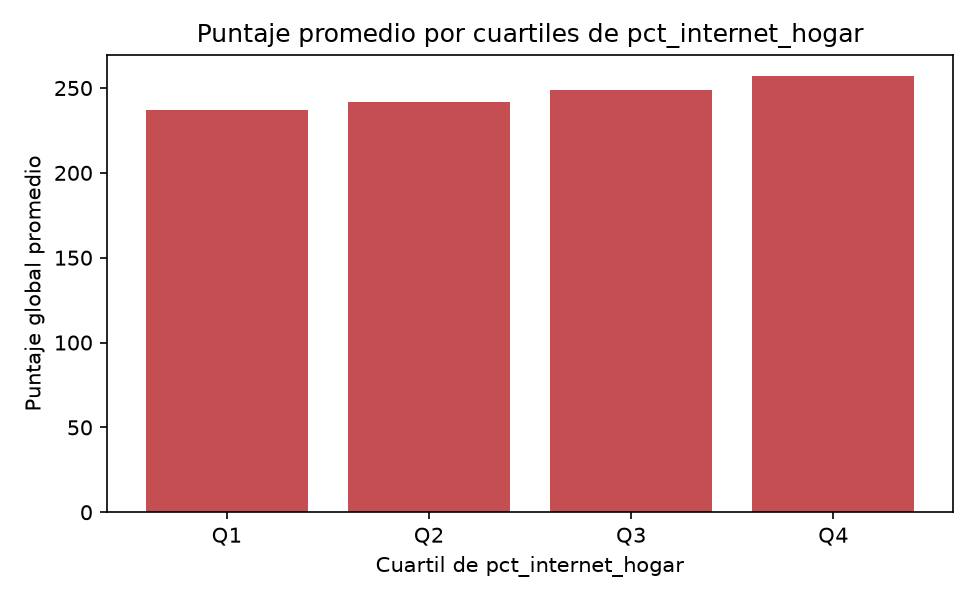 Puntaje promedio por cuartiles de pct_internet_hogar
Puntaje global promedio
250
200
150
100
50
0
Q1 Q2 Q3 Q4
Cuartil de pct_internet_hogar